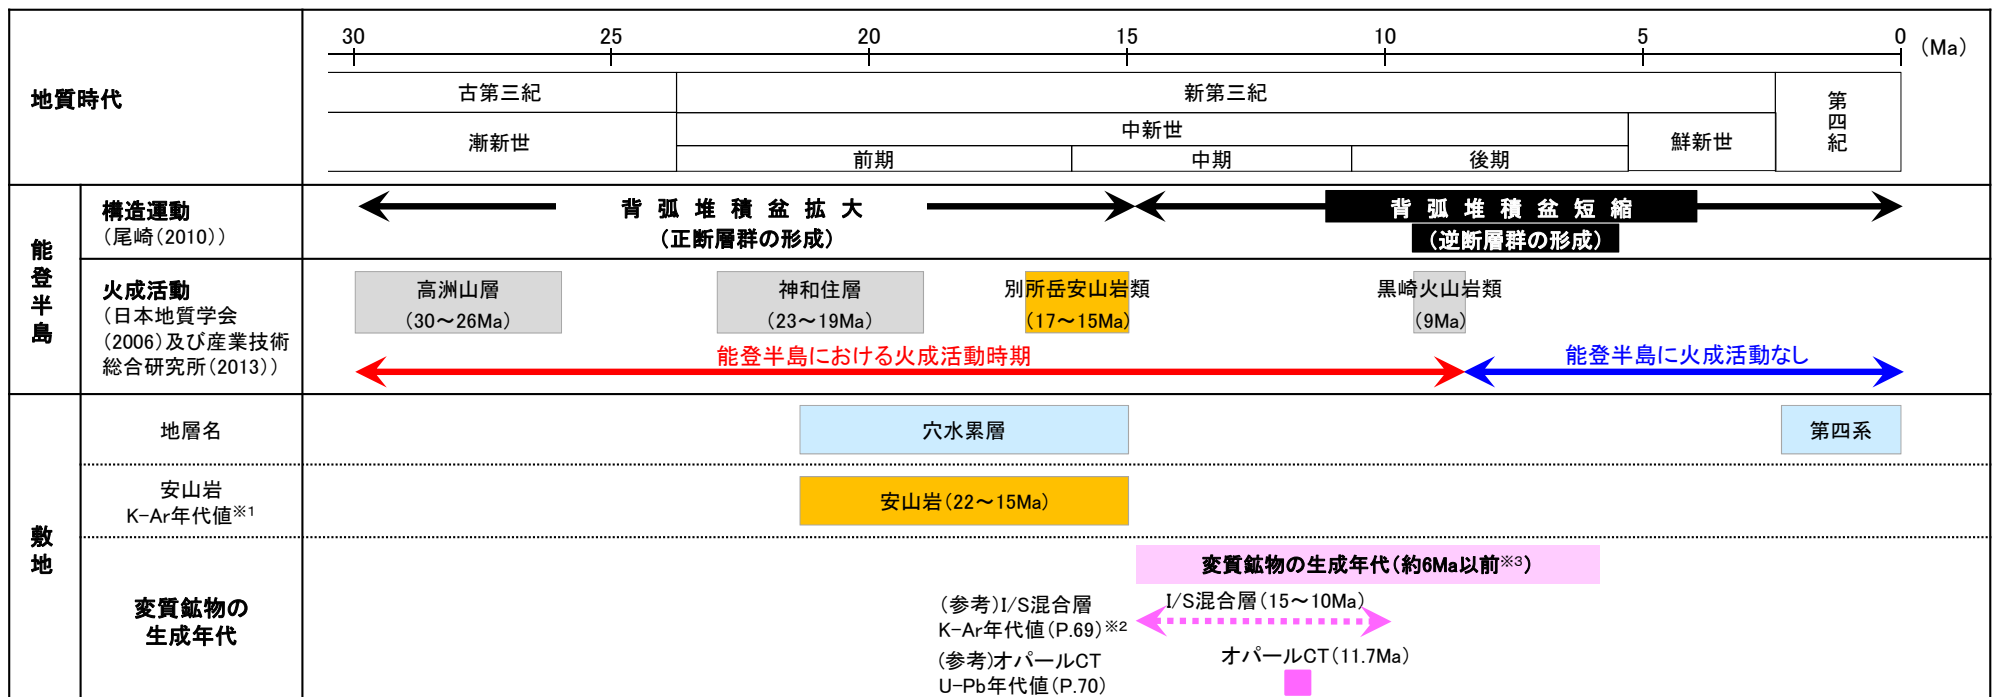 30 25 20 15 10 5 0 (Ma)
地質時代
古第三紀 新第三紀 第四紀
漸新世 中新世 鮮新世
前期 中期 後期
能登半島
構造運動
(尾崎(2010))
背弧堆積盆拡大
(正断層群の形成)
背弧堆積盆短縮
(逆断層群の形成)
火成活動
(日本地質学会
(2006)及び産業技術
総合研究所(2013))
高洲山層
(30～26Ma)
神和住層
(23～19Ma)
別所岳安山岩類
(17～15Ma)
黒崎火山岩類
(9Ma)
能登半島における火成活動時期
能登半島に火成活動なし
敷地
地層名
穴水累層
第四系
安山岩
K-Ar年代値※1
安山岩(22～15Ma)
変質鉱物の
生成年代
変質鉱物の生成年代(約6Ma以前※3)
(参考)I/S混合層
K-Ar年代値(P.69)※2
I/S混合層(15～10Ma)
(参考)オパールCT
U-Pb年代値(P.70)
オパールCT(11.7Ma)